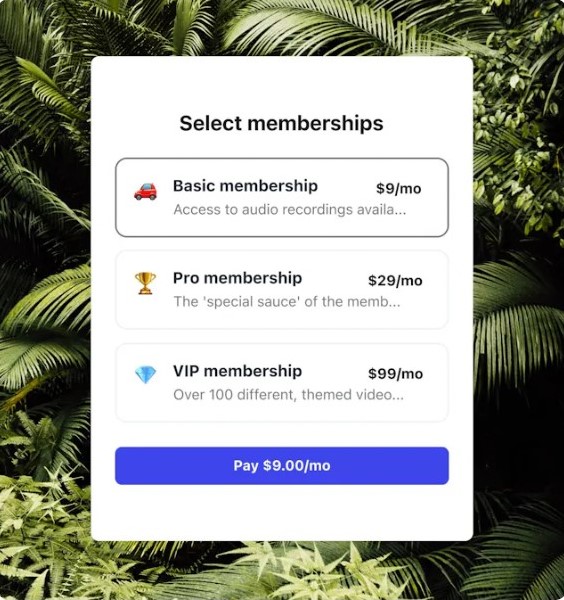 Select memberships
Basic membership $9/mo
Access to audio recordings availa...
Pro membership $29/mo
The 'special sauce' of the memb...
VIP membership $99/mo
Over 100 different, themed video...
Pay $9.00/mo